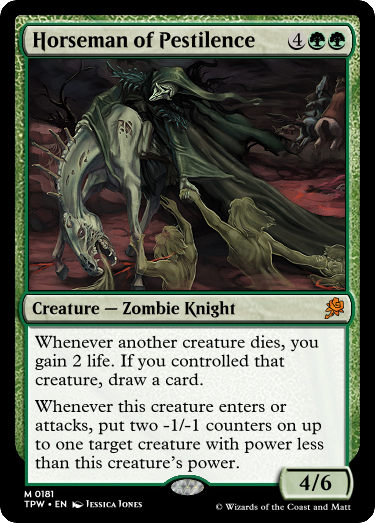 Horseman of Pestilence 4
Creature — Zombie Knight
Whenever another creature dies, you
gain 2 life. If you controlled that
creature, draw a card.
Whenever this creature enters or
attacks, put two -1/-1 counters on up
to one target creature with power less
than this creature's power.
4/6
M 0181
TPW • EN Jessica Jones
© Wizards of the Coast and Matt